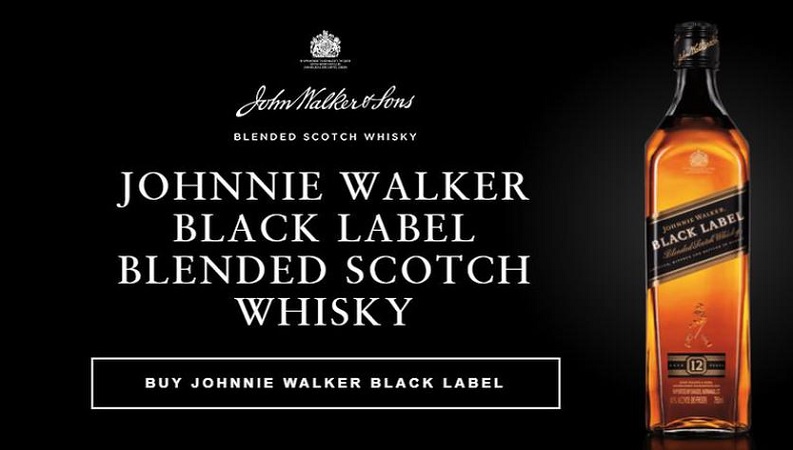 John Walker & Sons
BLENDED SCOTCH WHISKY
JOHNNIE WALKER
BLACK LABEL
BLENDED SCOTCH
WHISKY
BUY JOHNNIE WALKER BLACK LABEL
JOHNNIE WALKER.
BLACK LABEL
Blended Scotch Whisky
12